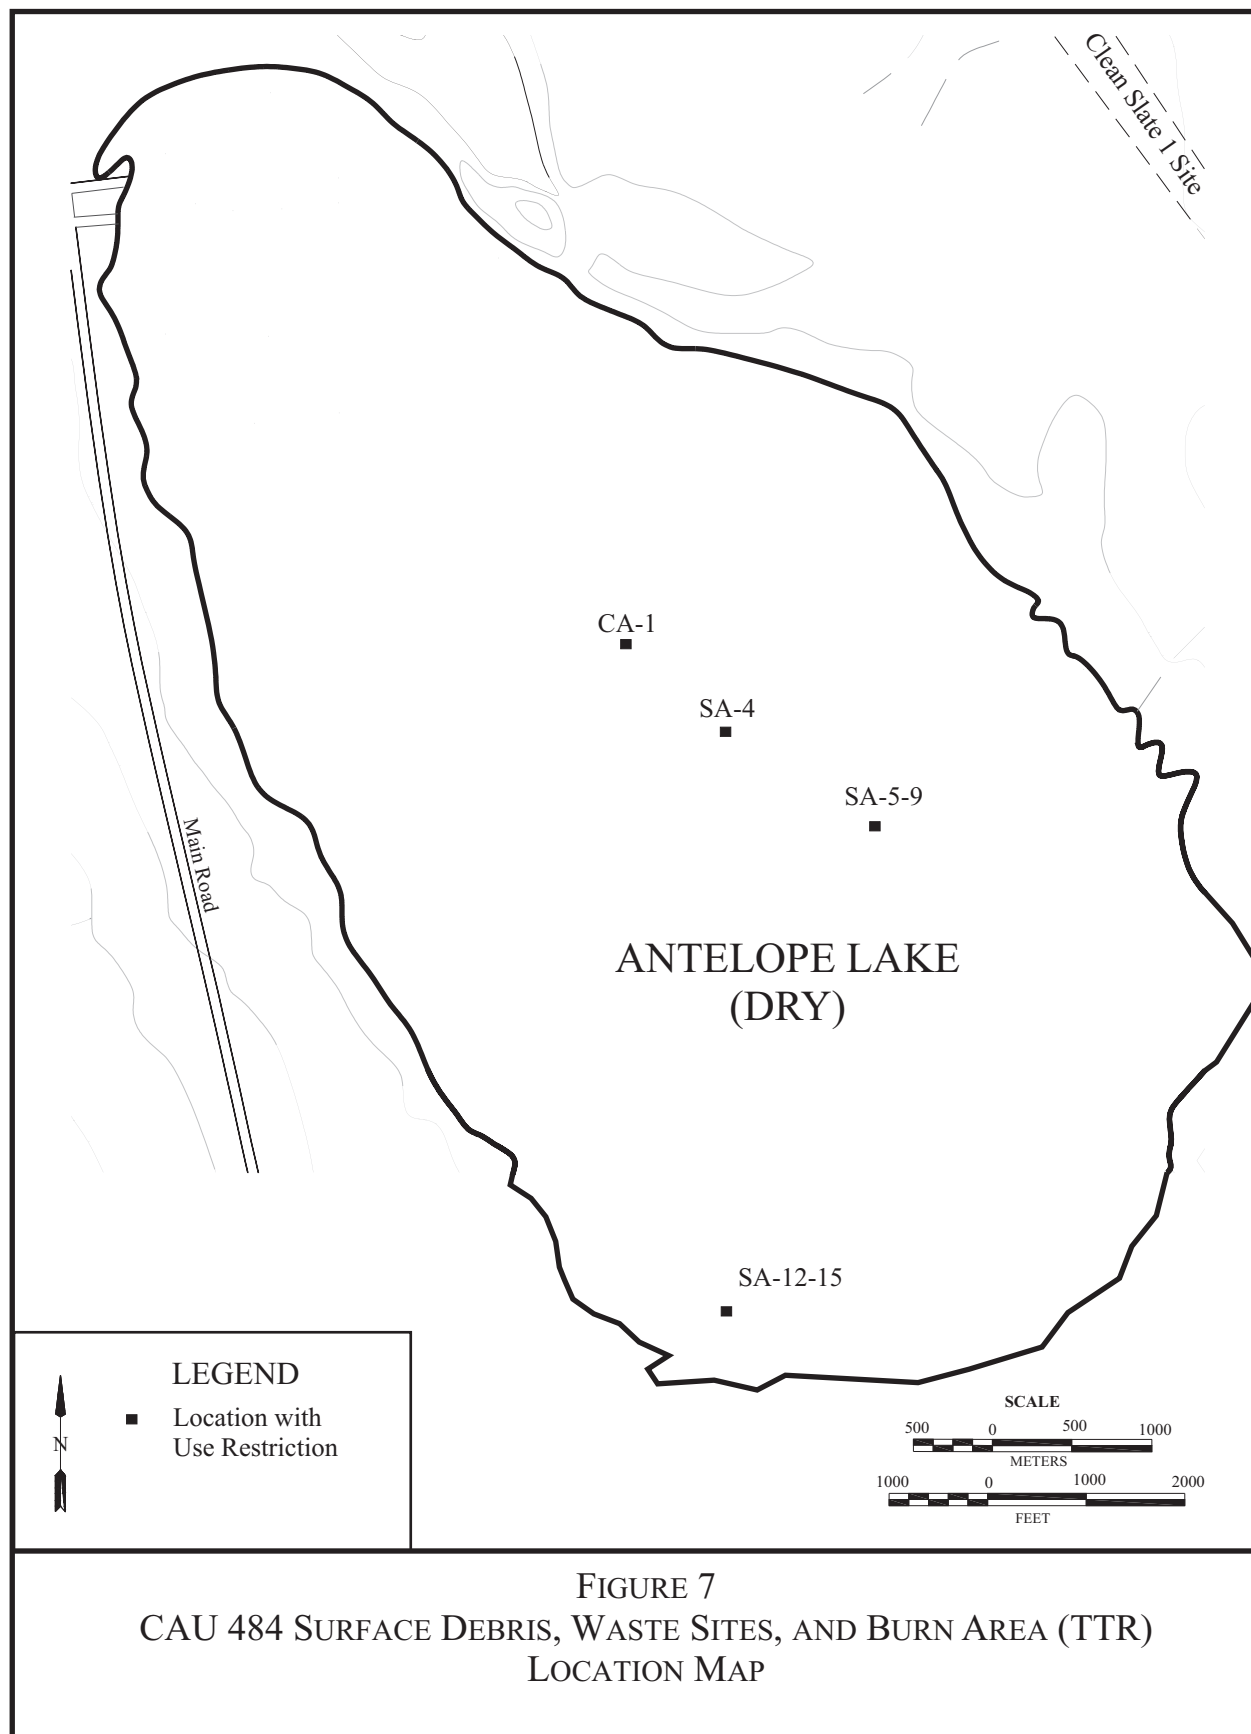 Clean Slate 1 Site
CA-1
SA-4
SA-5-9
Main Road
ANTELOPE LAKE
(DRY)
SA-12-15
LEGEND
N
Location with
Use Restriction
SCALE
500 0 500 1000
METERS
1000 0 1000 2000
FEET
FIGURE 7
CAU 484 SURFACE DEBRIS, WASTE SITES, AND BURN AREA (TTR)
LOCATION MAP